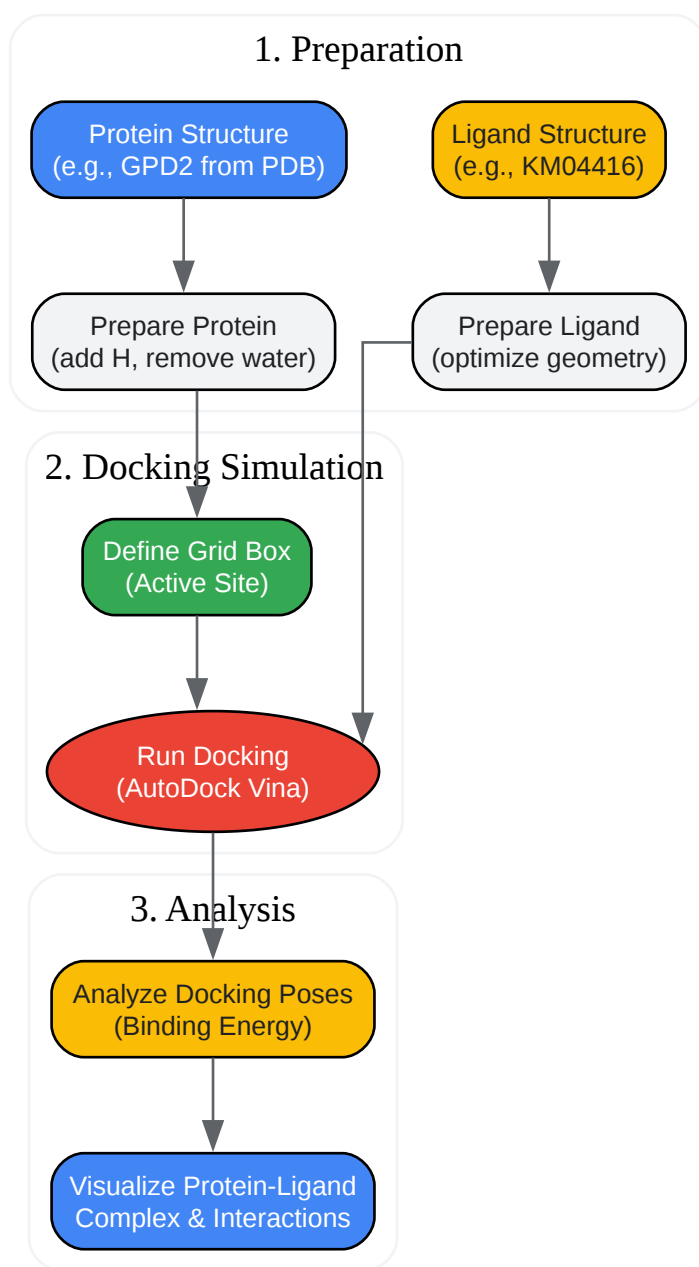 1. Preparation
Protein Structure
(e.g., GPD2 from PDB)
Ligand Structure
(e.g., KM04416)
Prepare Protein
(add H, remove water)
Prepare Ligand
(optimize geometry)
2. Docking Simulation
Define Grid Box
(Active Site)
Run Docking
(AutoDock Vina)
3. Analysis
Analyze Docking Poses
(Binding Energy)
Visualize Protein-Ligand
Complex & Interactions